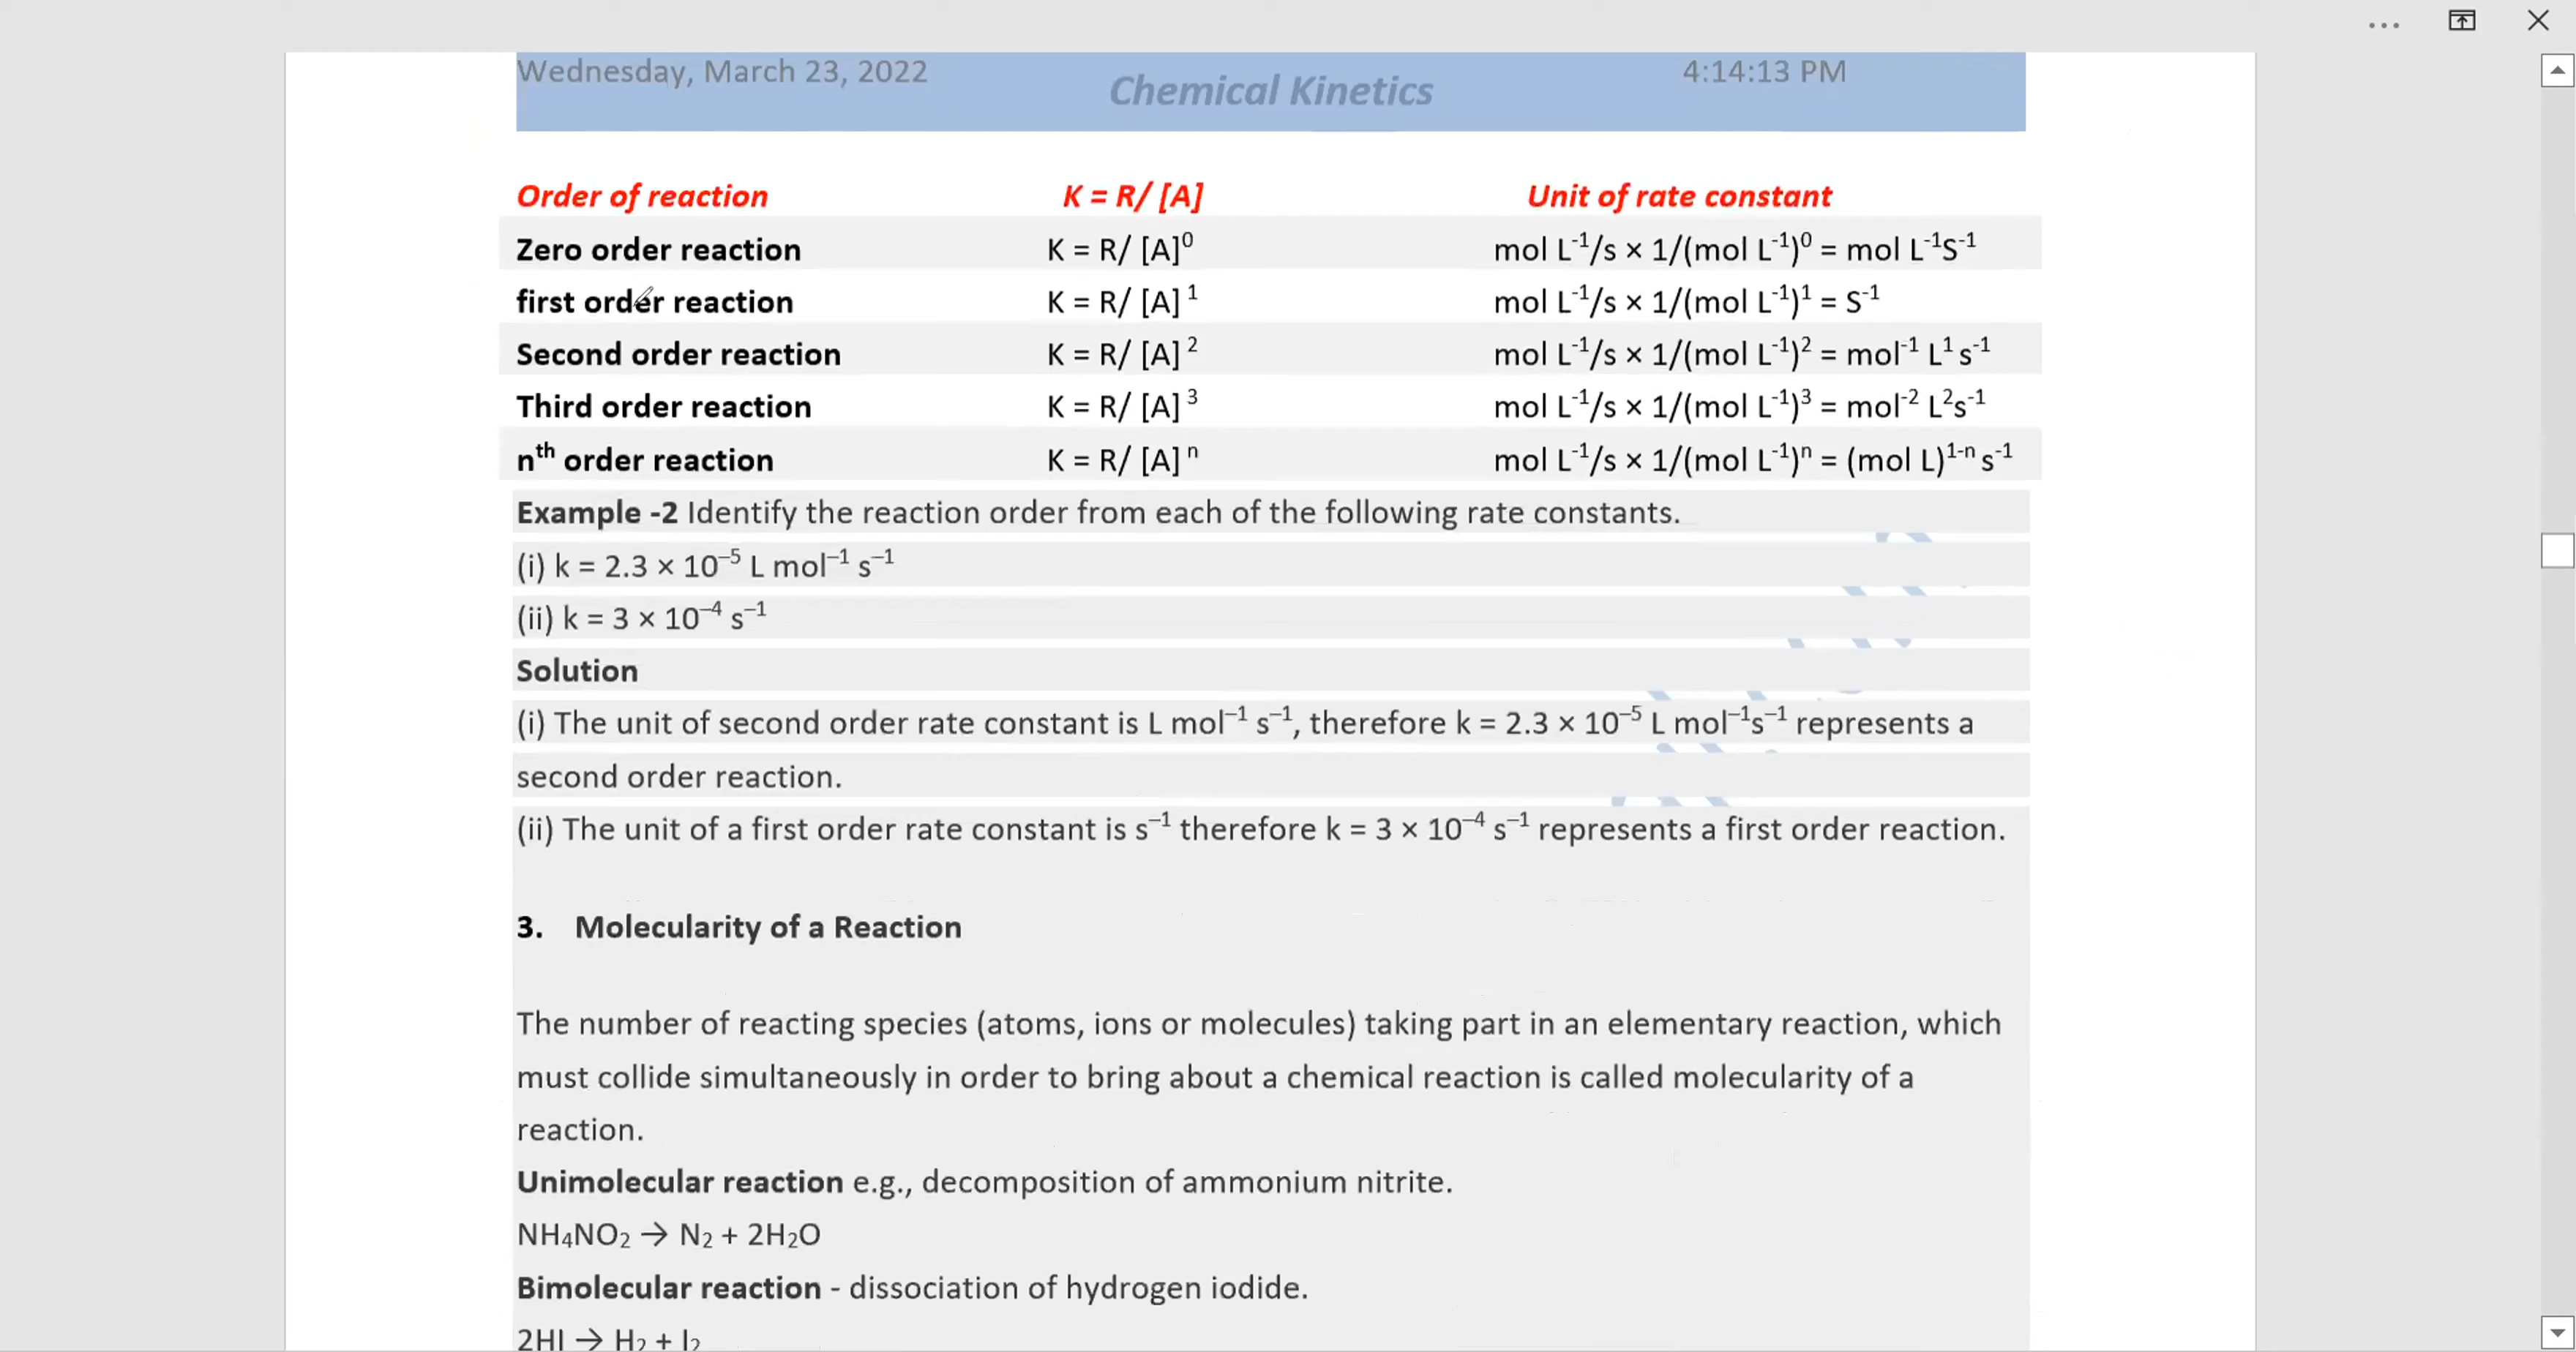 Wednesday, March 23, 2022 Chemical Kinetics 4:14:13 PM
Order of reaction K = R/ [A] Unit of rate constant
Zero order reaction K = R/ [A]⁰ mol L⁻¹/s × 1/(mol L⁻¹)⁰ = mol L⁻¹S⁻¹
first order reaction K = R/ [A] ¹ mol L⁻¹/s × 1/(mol L⁻¹)¹ = S⁻¹
Second order reaction K = R/ [A] ² mol L⁻¹/s × 1/(mol L⁻¹)² = mol⁻¹ L¹ s⁻¹
Third order reaction K = R/ [A] ³ mol L⁻¹/s × 1/(mol L⁻¹)³ = mol⁻² L²s⁻¹
nᵗʰ order reaction K = R/ [A] ⁿ mol L⁻¹/s × 1/(mol L⁻¹)ⁿ = (mol L)¹⁻ⁿ s⁻¹
Example -2 Identify the reaction order from each of the following rate constants.
(i) k = 2.3 × 10⁻⁵ L mol⁻¹ s⁻¹
(ii) k = 3 × 10⁻⁴ s⁻¹
Solution
(i) The unit of second order rate constant is L mol⁻¹ s⁻¹, therefore k = 2.3 × 10⁻⁵ L mol⁻¹s⁻¹ represents a
second order reaction.
(ii) The unit of a first order rate constant is s⁻¹ therefore k = 3 × 10⁻⁴ s⁻¹ represents a first order reaction.
3. Molecularity of a Reaction
The number of reacting species (atoms, ions or molecules) taking part in an elementary reaction, which
must collide simultaneously in order to bring about a chemical reaction is called molecularity of a
reaction.
Unimolecular reaction e.g., decomposition of ammonium nitrite.
NH₄NO₂ → N₂ + 2H₂O
Bimolecular reaction - dissociation of hydrogen iodide.
2HI → H₂ + I₂